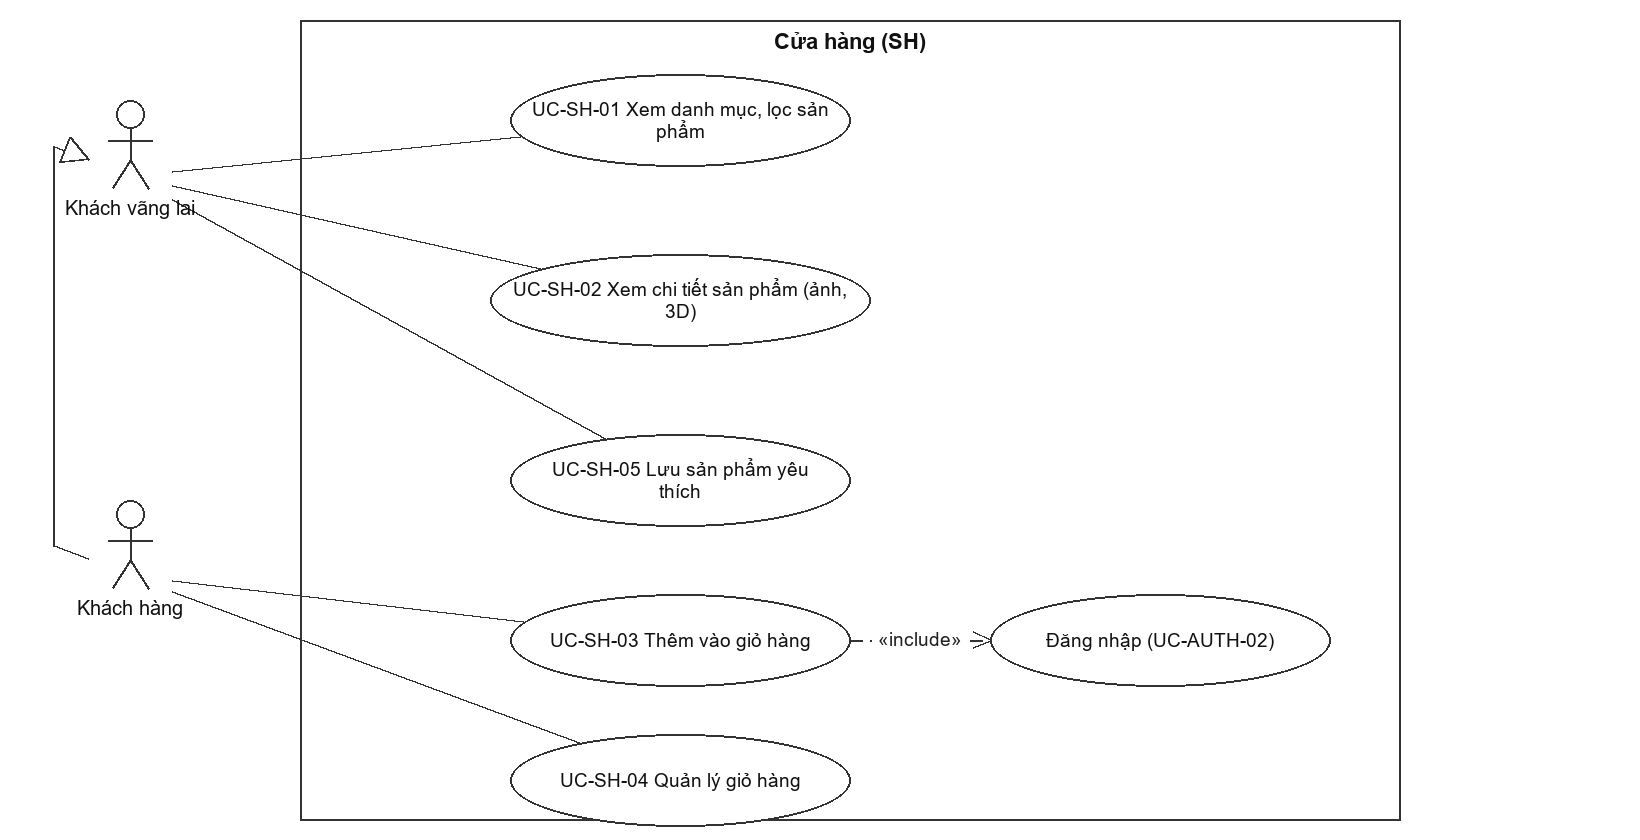 Cửa hàng (SH)
UC-SH-01 Xem danh mục, lọc sản
phẩm
Khách vãng lai
UC-SH-02 Xem chi tiết sản phẩm (ảnh,
3D)
UC-SH-05 Lưu sản phẩm yêu
thích
Khách hàng
UC-SH-03 Thêm vào giỏ hàng
«include»
Đăng nhập (UC-AUTH-02)
UC-SH-04 Quản lý giỏ hàng